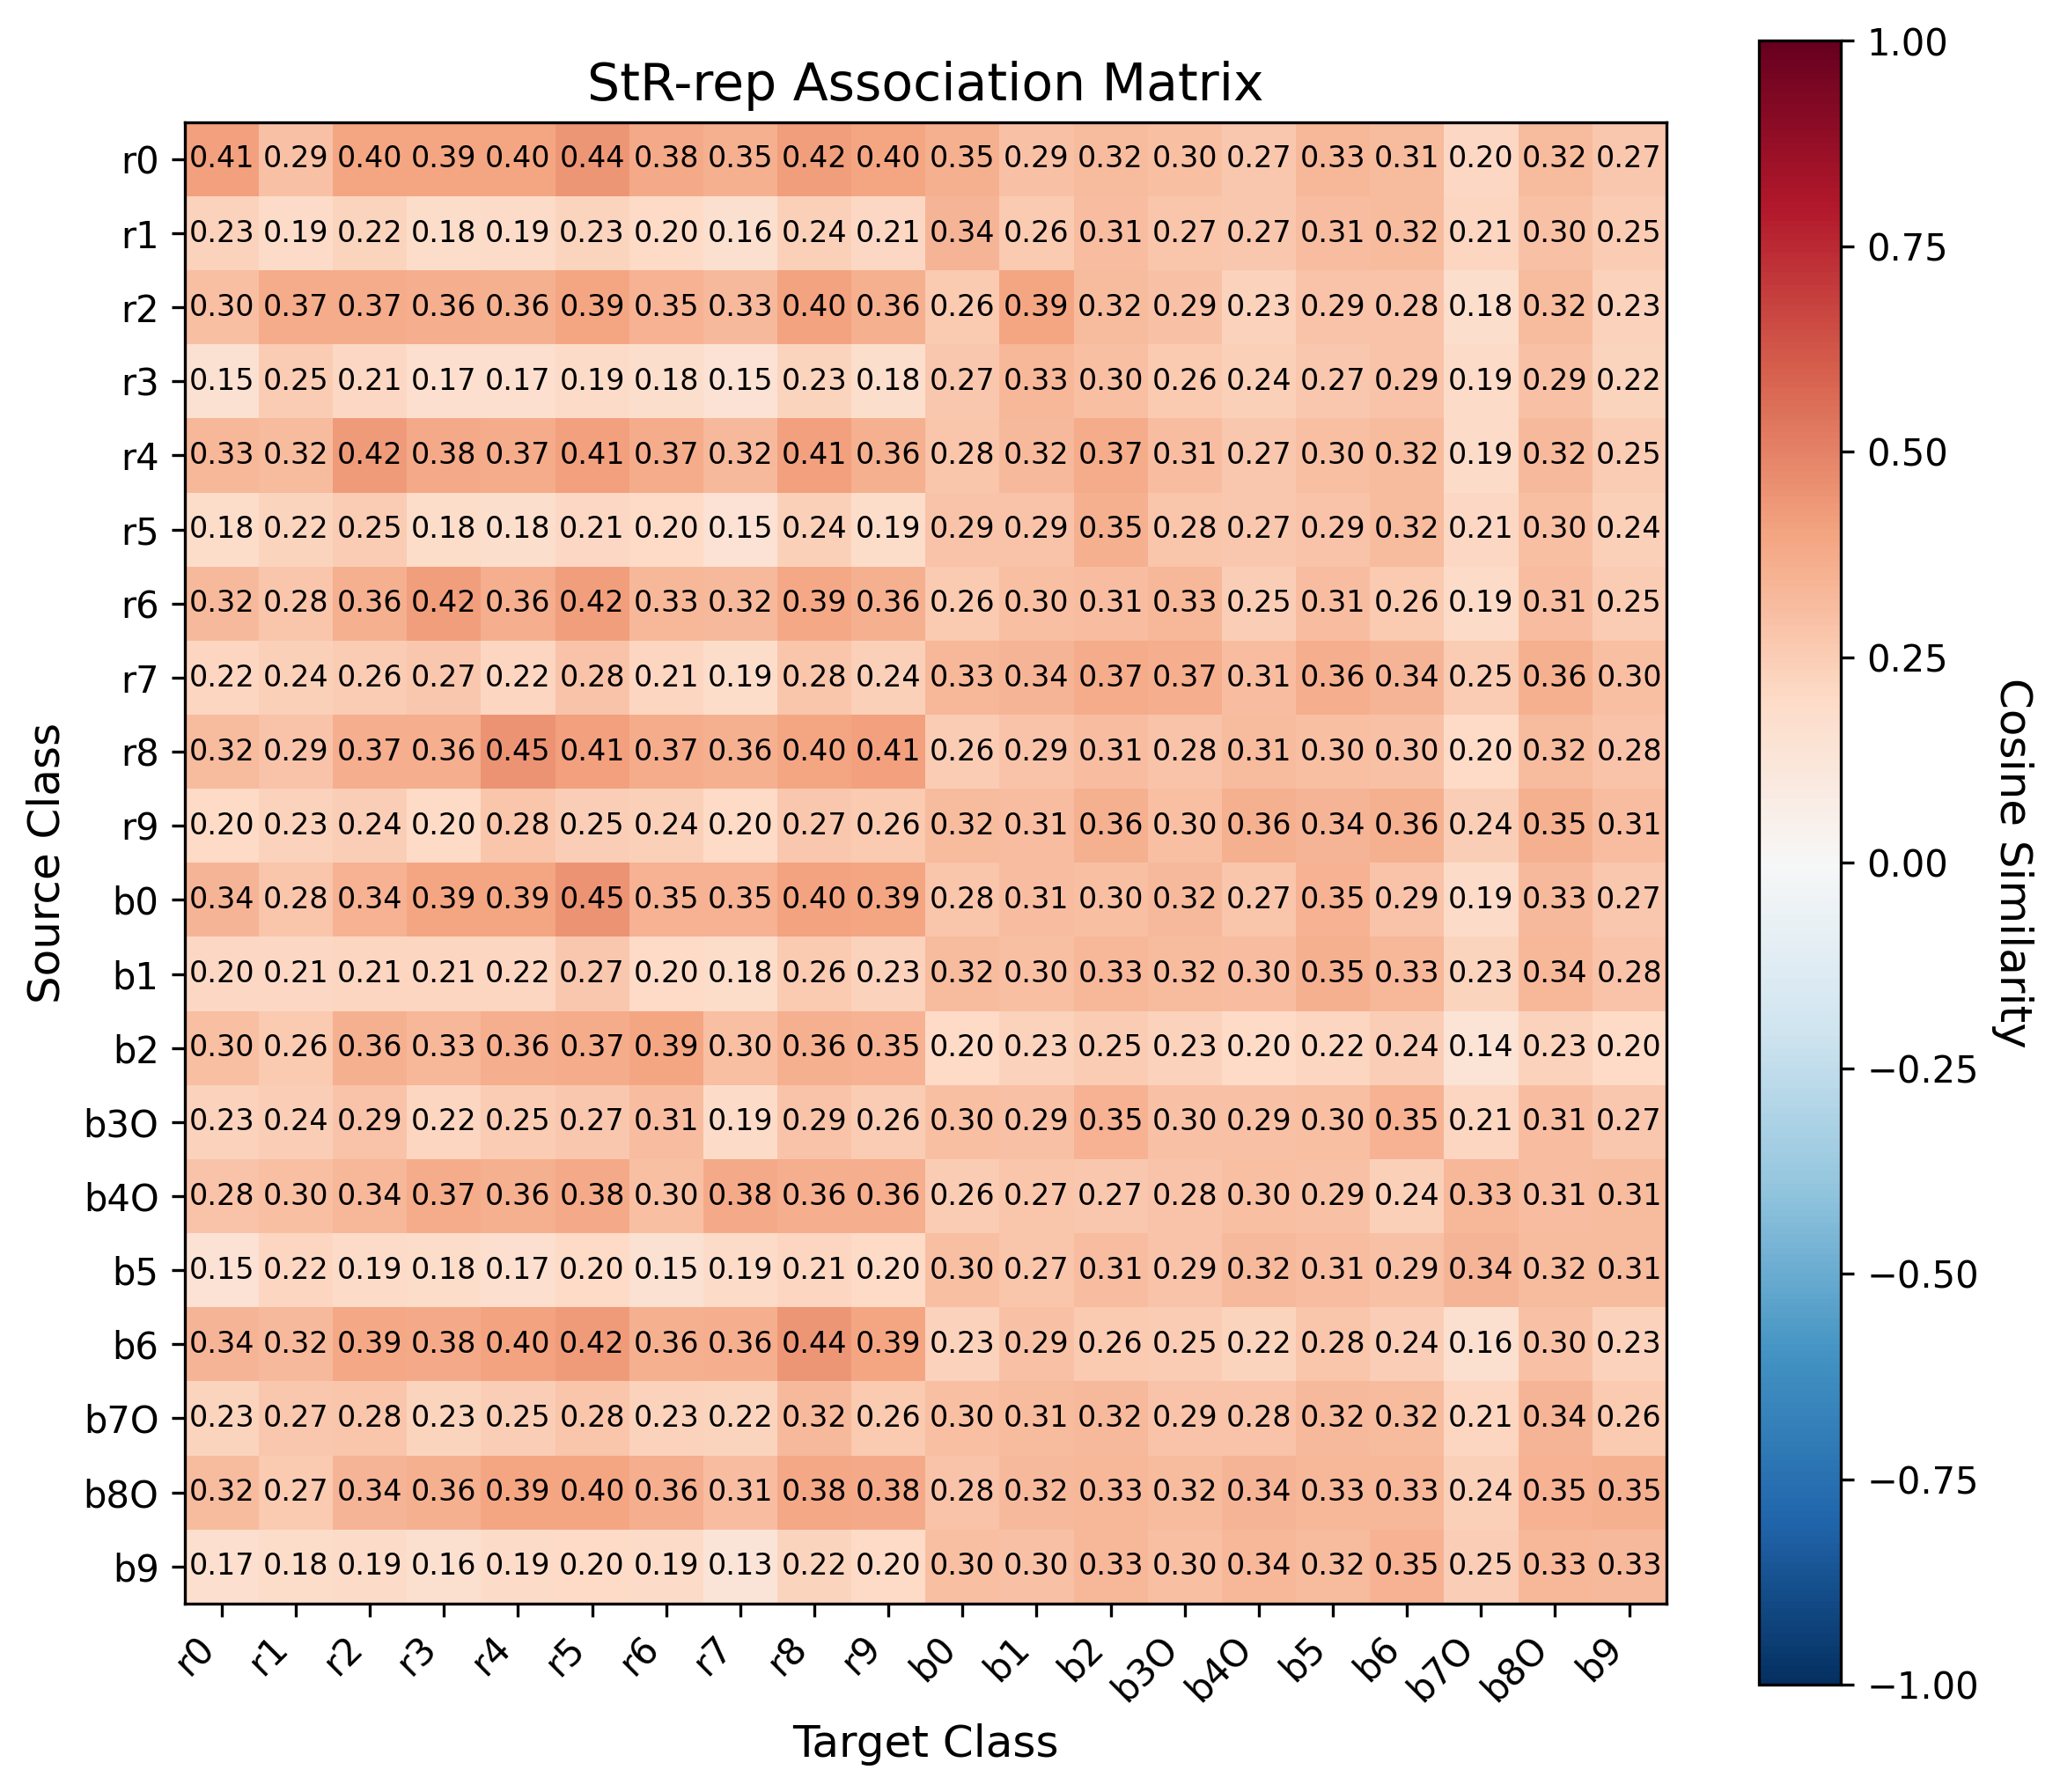 StR-rep Association Matrix
r0 0.41 0.29 0.40 0.39 0.40 0.44 0.38 0.35 0.42 0.40 0.35 0.29 0.32 0.30 0.27 0.33 0.31 0.20 0.32 0.27
r1 0.23 0.19 0.22 0.18 0.19 0.23 0.20 0.16 0.24 0.21 0.34 0.26 0.31 0.27 0.27 0.31 0.32 0.21 0.30 0.25
r2 0.30 0.37 0.37 0.36 0.36 0.39 0.35 0.33 0.40 0.36 0.26 0.39 0.32 0.29 0.23 0.29 0.28 0.18 0.32 0.23
r3 0.15 0.25 0.21 0.17 0.17 0.19 0.18 0.15 0.23 0.18 0.27 0.33 0.30 0.26 0.24 0.27 0.29 0.19 0.29 0.22
r4 0.33 0.32 0.42 0.38 0.37 0.41 0.37 0.32 0.41 0.36 0.28 0.32 0.37 0.31 0.27 0.30 0.32 0.19 0.32 0.25
r5 0.18 0.22 0.25 0.18 0.18 0.21 0.20 0.15 0.24 0.19 0.29 0.29 0.35 0.28 0.27 0.29 0.32 0.21 0.30 0.24
r6 0.32 0.28 0.36 0.42 0.36 0.42 0.33 0.32 0.39 0.36 0.26 0.30 0.31 0.33 0.25 0.31 0.26 0.19 0.31 0.25
r7 0.22 0.24 0.26 0.27 0.22 0.28 0.21 0.19 0.28 0.24 0.33 0.34 0.37 0.37 0.31 0.36 0.34 0.25 0.36 0.30
r8 0.32 0.29 0.37 0.36 0.45 0.41 0.37 0.36 0.40 0.41 0.26 0.29 0.31 0.28 0.31 0.30 0.30 0.20 0.32 0.28
r9 0.20 0.23 0.24 0.20 0.28 0.25 0.24 0.20 0.27 0.26 0.32 0.31 0.36 0.30 0.36 0.34 0.36 0.24 0.35 0.31
b0 0.34 0.28 0.34 0.39 0.39 0.45 0.35 0.35 0.40 0.39 0.28 0.31 0.30 0.32 0.27 0.35 0.29 0.19 0.33 0.27
b1 0.20 0.21 0.21 0.21 0.22 0.27 0.20 0.18 0.26 0.23 0.32 0.30 0.33 0.32 0.30 0.35 0.33 0.23 0.34 0.28
b2 0.30 0.26 0.36 0.33 0.36 0.37 0.39 0.30 0.36 0.35 0.20 0.23 0.25 0.23 0.20 0.22 0.24 0.14 0.23 0.20
b3O 0.23 0.24 0.29 0.22 0.25 0.27 0.31 0.19 0.29 0.26 0.30 0.29 0.35 0.30 0.29 0.30 0.35 0.21 0.31 0.27
b4O 0.28 0.30 0.34 0.37 0.36 0.38 0.30 0.38 0.36 0.36 0.26 0.27 0.27 0.28 0.30 0.29 0.24 0.33 0.31 0.31
b5 0.15 0.22 0.19 0.18 0.17 0.20 0.15 0.19 0.21 0.20 0.30 0.27 0.31 0.29 0.32 0.31 0.29 0.34 0.32 0.31
b6 0.34 0.32 0.39 0.38 0.40 0.42 0.36 0.36 0.44 0.39 0.23 0.29 0.26 0.25 0.22 0.28 0.24 0.16 0.30 0.23
b7O 0.23 0.27 0.28 0.23 0.25 0.28 0.23 0.22 0.32 0.26 0.30 0.31 0.32 0.29 0.28 0.32 0.32 0.21 0.34 0.26
b8O 0.32 0.27 0.34 0.36 0.39 0.40 0.36 0.31 0.38 0.38 0.28 0.32 0.33 0.32 0.34 0.33 0.33 0.24 0.35 0.35
b9 0.17 0.18 0.19 0.16 0.19 0.20 0.19 0.13 0.22 0.20 0.30 0.30 0.33 0.30 0.34 0.32 0.35 0.25 0.33 0.33
r0 r1 r2 r3 r4 r5 r6 r7 r8 r9 b0 b1 b2 b3O b4O b5 b6 b7O b8O b9
Target Class
Source Class
1.00
0.75
0.50
0.25
0.00
−0.25
−0.50
−0.75
−1.00
Cosine Similarity